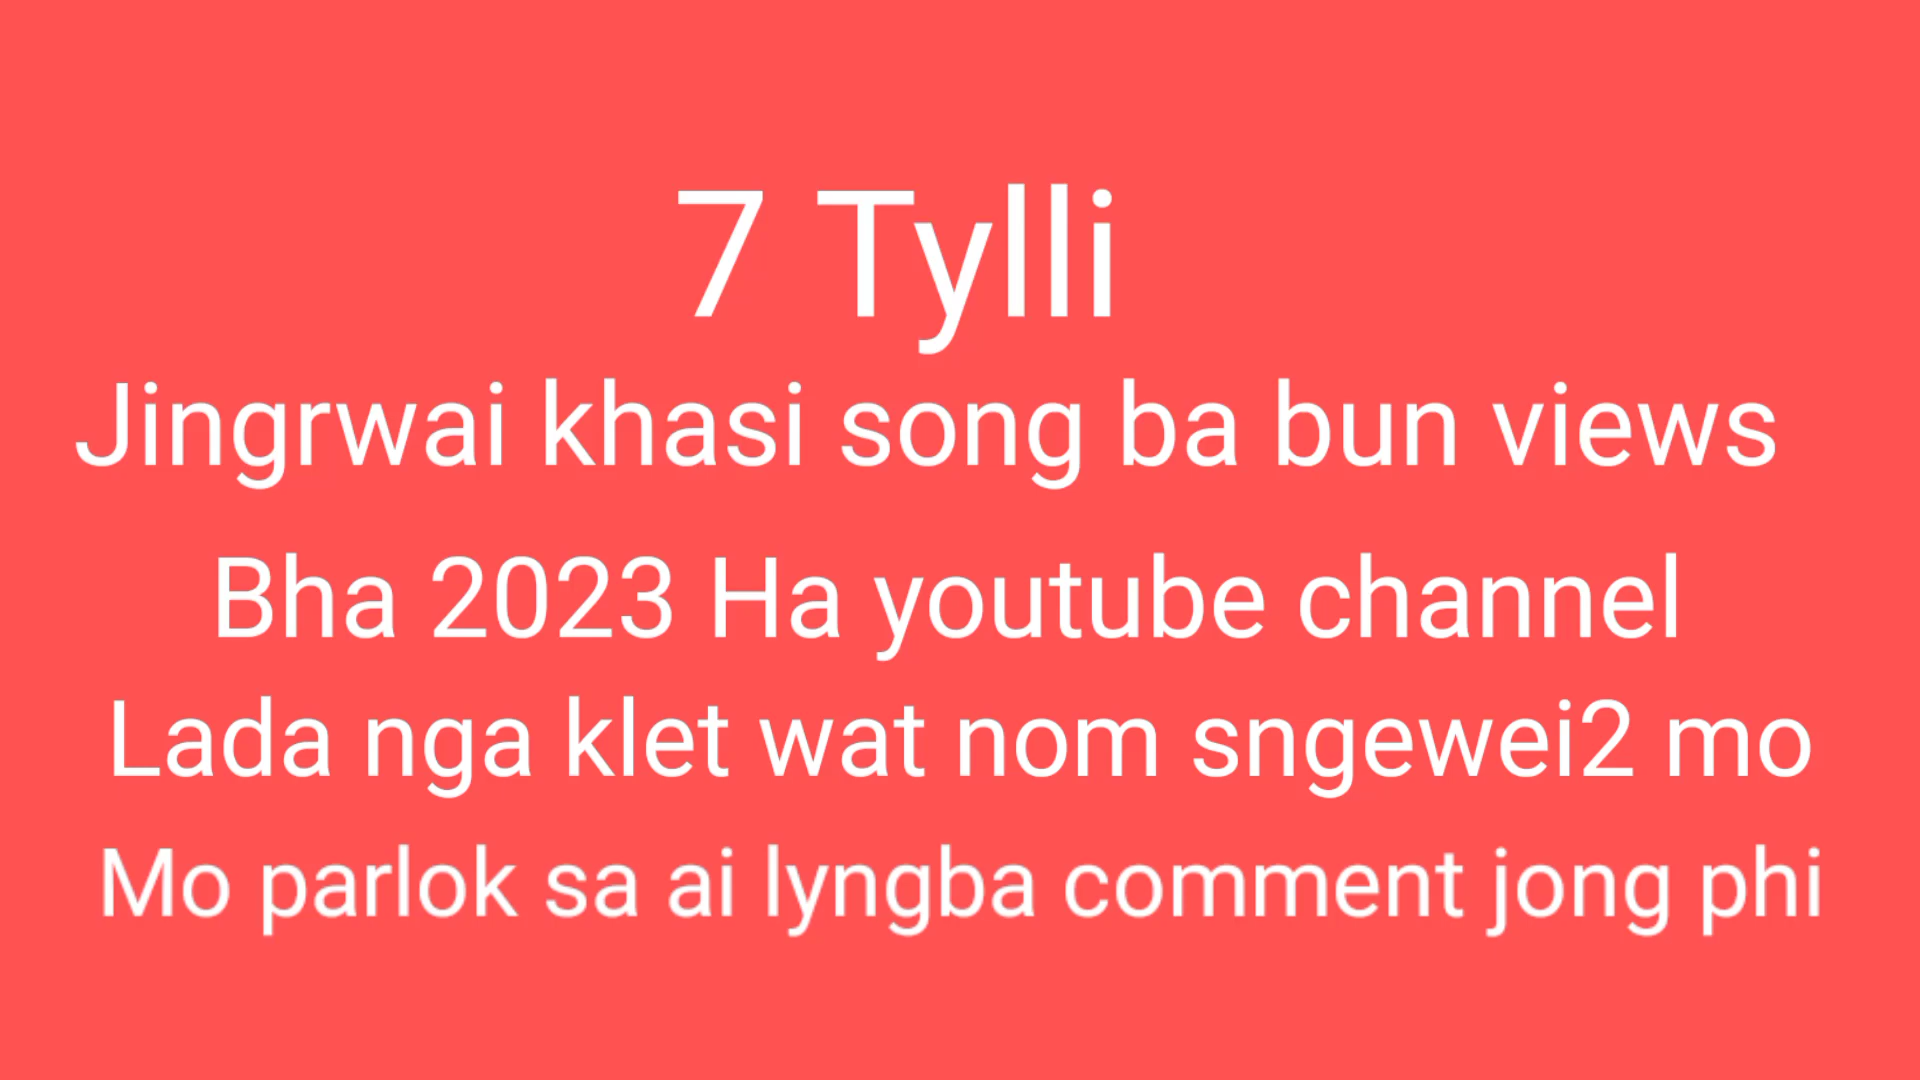 7 Tylli
Jingrwai khasi song ba bun views
Bha 2023 Ha youtube channel
Lada nga klet wat nom sngewei2 mo
Mo parlok sa ai lyngba comment jong phi